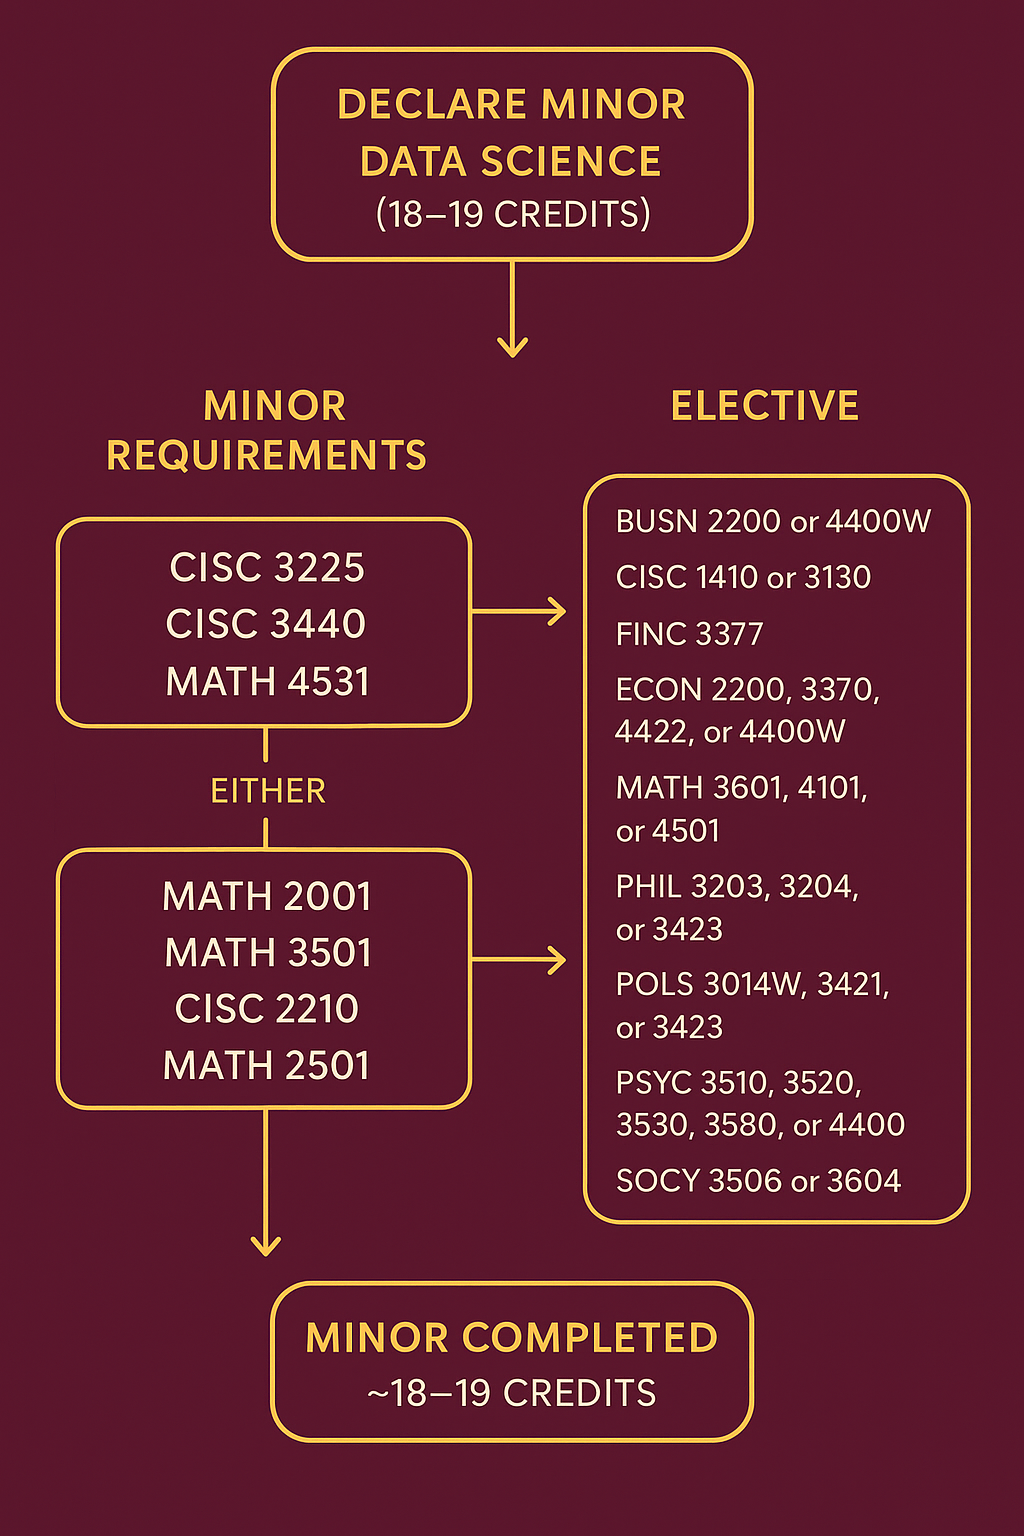 DECLARE MINOR
DATA SCIENCE
(18–19 CREDITS)
MINOR
REQUIREMENTS
CISC 3225
CISC 3440
MATH 4531
EITHER
MATH 2001
MATH 3501
CISC 2210
MATH 2501
ELECTIVE
BUSN 2200 or 4400W
CISC 1410 or 3130
FINC 3377
ECON 2200, 3370,
4422, or 4400W
MATH 3601, 4101,
or 4501
PHIL 3203, 3204,
or 3423
POLS 3014W, 3421,
or 3423
PSYC 3510, 3520,
3530, 3580, or 4400
SOCY 3506 or 3604
MINOR COMPLETED
~18–19 CREDITS